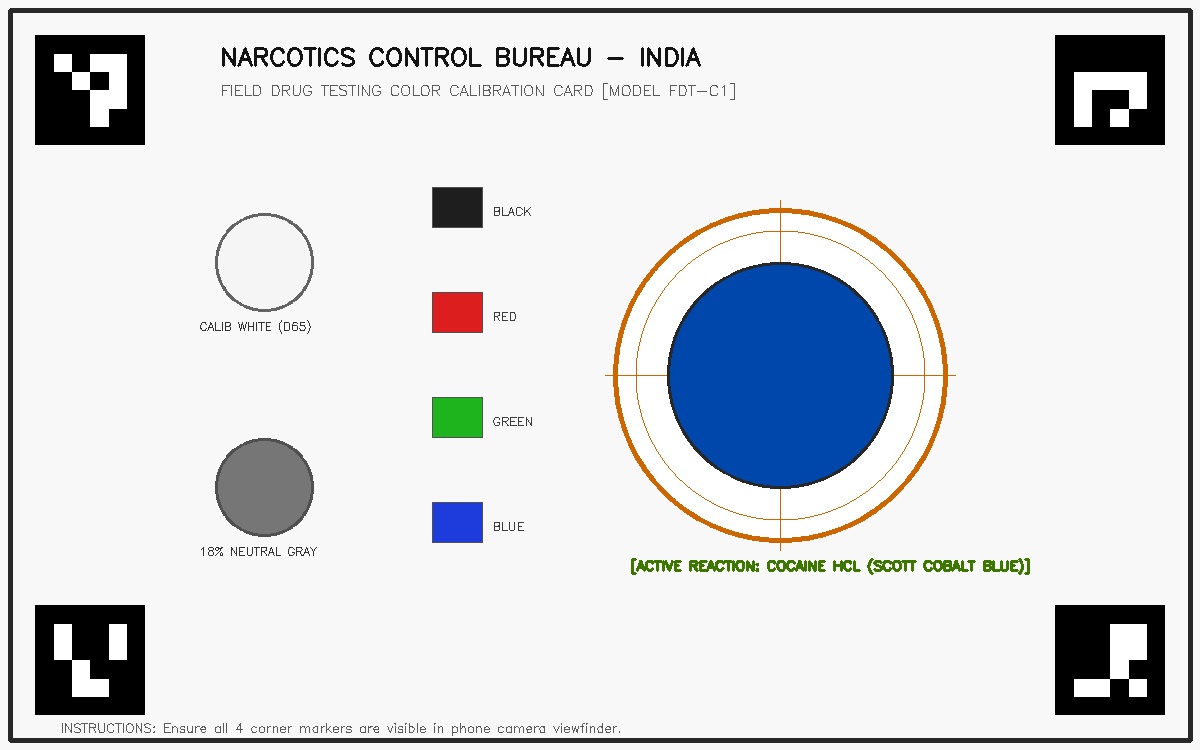 NARCOTICS CONTROL BUREAU - INDIA
FIELD DRUG TESTING COLOR CALIBRATION CARD [MODEL FDT-C1]
BLACK
RED
CALIB WHITE (D65)
GREEN
BLUE
18% NEUTRAL GRAY
[ACTIVE REACTION: COCAINE HCL (SCOTT COBALT BLUE)]
INSTRUCTIONS: Ensure all 4 corner markers are visible in phone camera viewfinder.